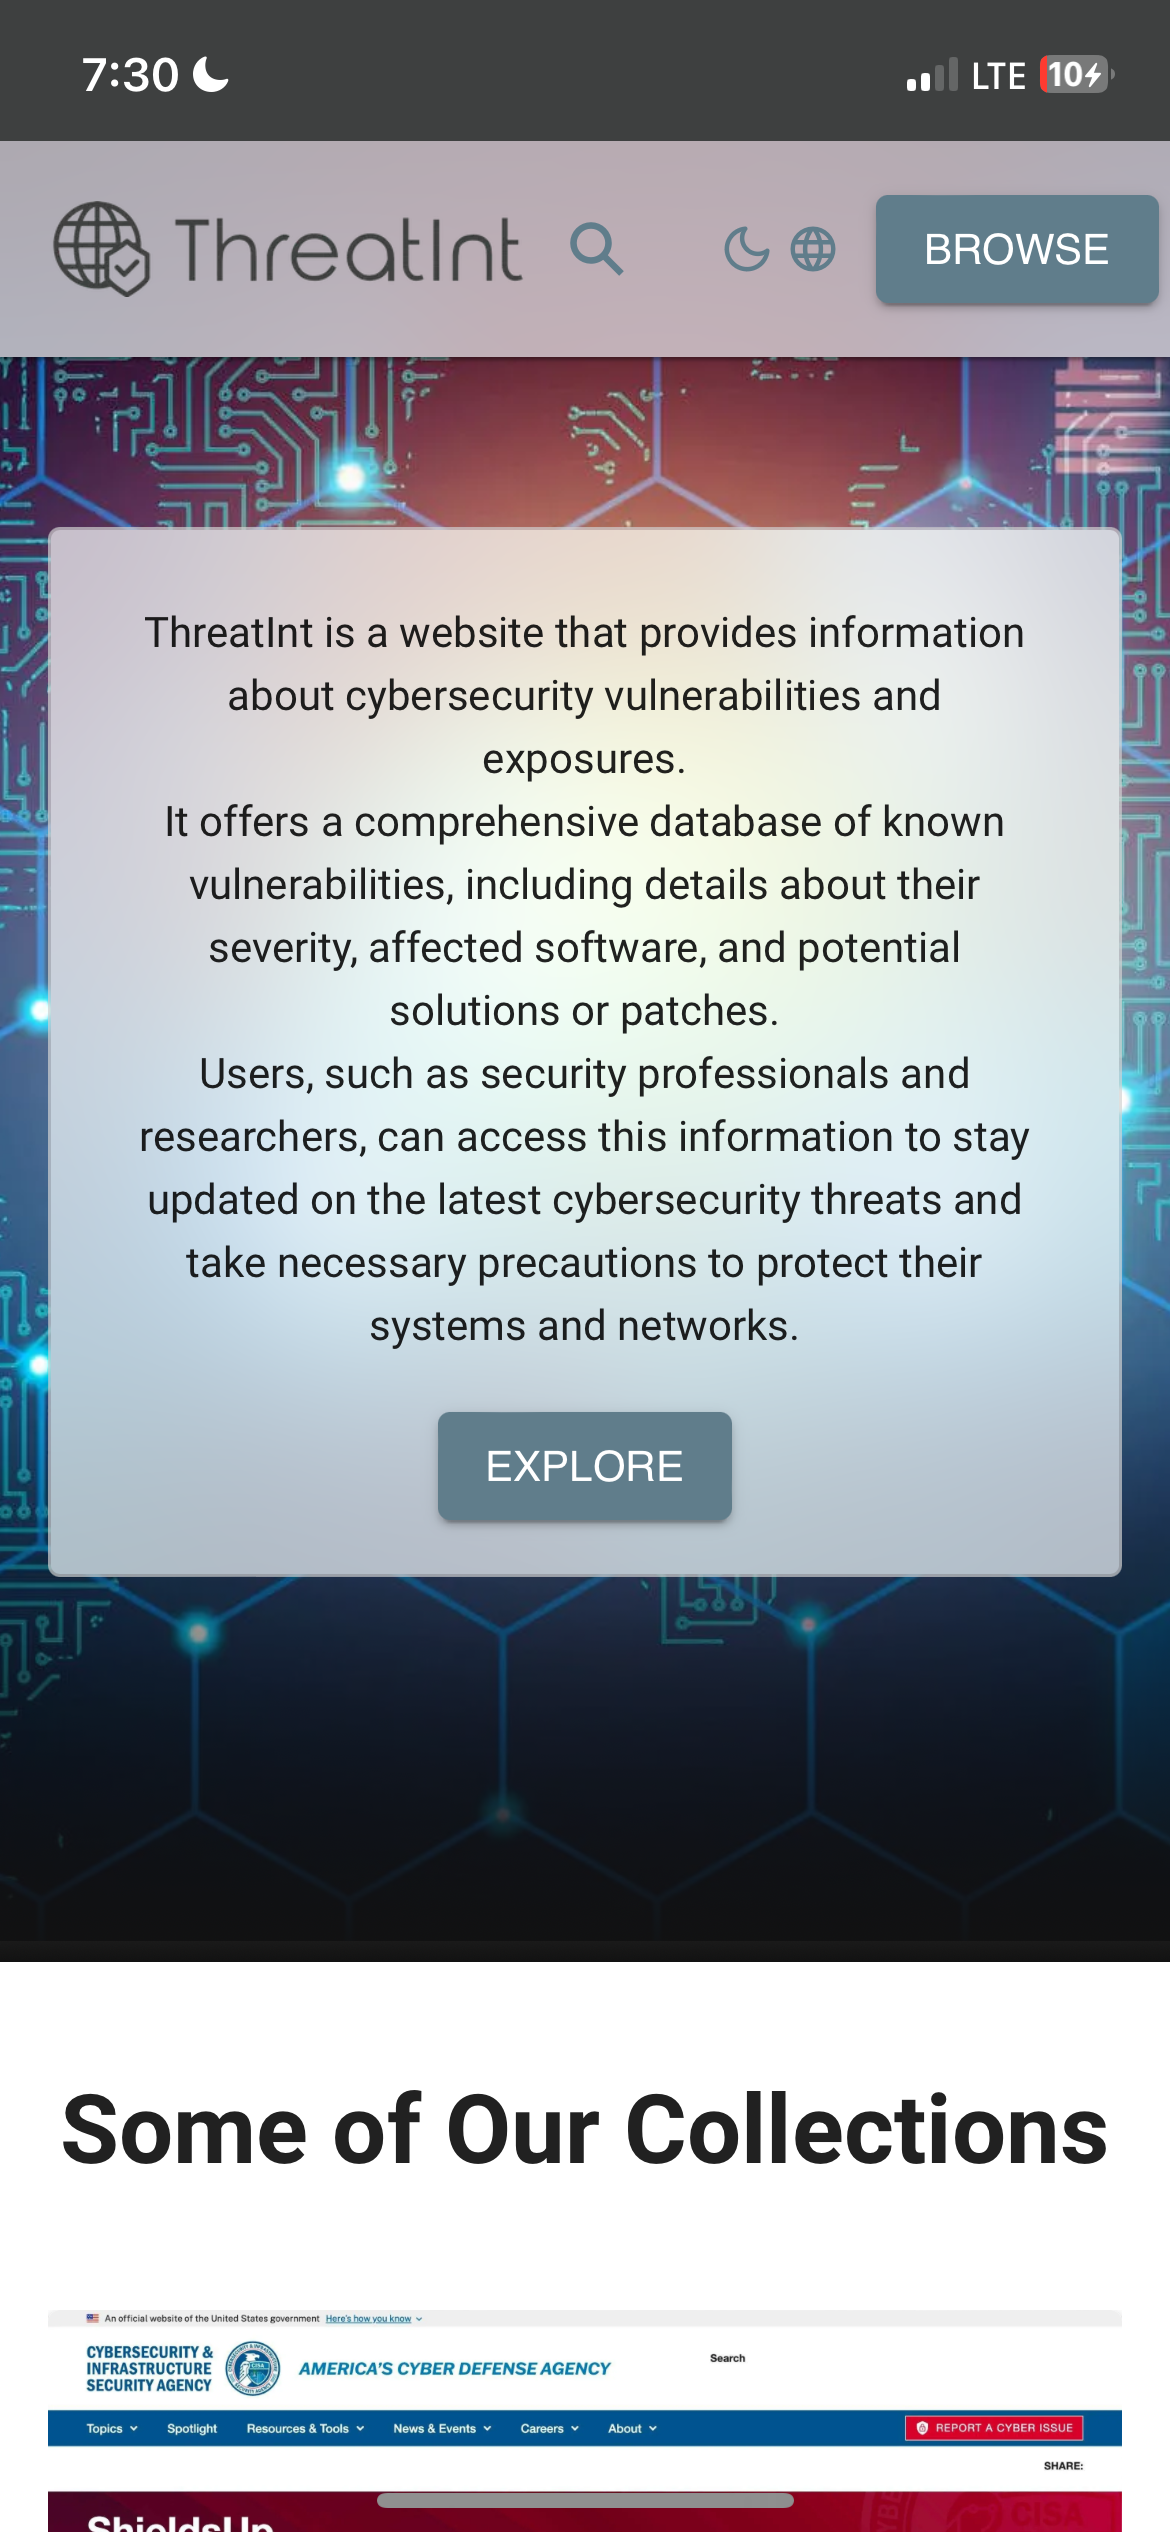 7:30
LTE
10
ThreatInt
BROWSE
ThreatInt is a website that provides information
about cybersecurity vulnerabilities and
exposures.
It offers a comprehensive database of known
vulnerabilities, including details about their
severity, affected software, and potential
solutions or patches.
Users, such as security professionals and
researchers, can access this information to stay
updated on the latest cybersecurity threats and
take necessary precautions to protect their
systems and networks.
EXPLORE
Some of Our Collections
An official website of the United States government Here's how you know
CYBERSECURITY &
INFRASTRUCTURE
SECURITY AGENCY
AMERICA'S CYBER DEFENSE AGENCY
Search
Topics Spotlight Resources & Tools News & Events Careers About
REPORT A CYBER ISSUE
SHARE:
ShieldsUp
CISA